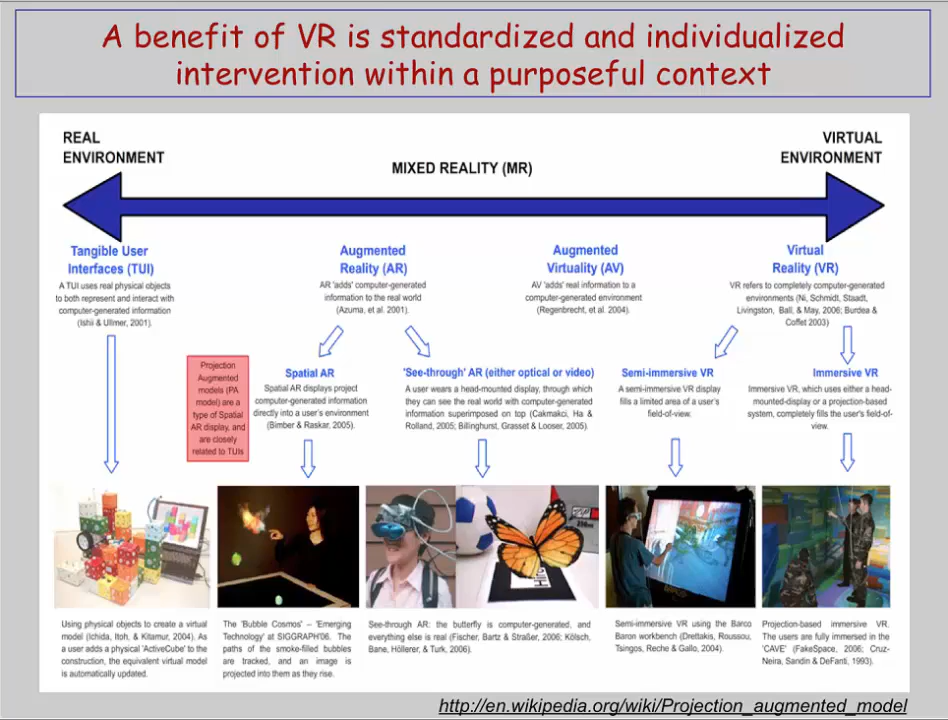 A benefit of VR is standardized and individualized
intervention within a purposeful context
REAL
ENVIRONMENT
VIRTUAL
ENVIRONMENT
MIXED REALITY (MR)
Tangible User
Interfaces (TUI)
A TUI uses real physical objects
to both represent and interact with
computer-generated information
(Ishii & Ullmer, 2001).
Augmented
Reality (AR)
AR 'adds' computer-generated
information to the real world
(Azuma, et al. 2001).
Augmented
Virtuality (AV)
AV 'adds' real information to a
computer-generated environment
(Regenbrecht, et al. 2004).
Virtual
Reality (VR)
VR refers to completely computer-generated
environments (Ni, Schmidt, Staadt,
Livingston, Ball, & May, 2006; Burdea &
Coffet 2003)
Projection
Augmented
models (PA
model) are a
type of Spatial
AR display, and
are closely
related to TUIs
Spatial AR
Spatial AR displays project
computer-generated information
directly into a user's environment
(Bimber & Raskar, 2005).
'See-through' AR (either optical or video)
A user wears a head-mounted display, through which
they can see the real world with computer-generated
information superimposed on top (Cakmakci, Ha &
Rolland, 2005; Billinghurst, Grasset & Looser, 2005).
Semi-immersive VR
A semi-immersive VR display
fills a limited area of a user's
field-of-view.
Immersive VR
Immersive VR, which uses either a head-
mounted-display or a projection-based
system, completely fills the user's field-of-
view.
Using physical objects to create a virtual
model (Ichida, Itoh, & Kitamur, 2004). As
a user adds a physical 'ActiveCube' to the
construction, the equivalent virtual model
is automatically updated.
The 'Bubble Cosmos' – 'Emerging
Technology' at SIGGRAPH'06. The
paths of the smoke-filled bubbles
are tracked, and an image is
projected into them as they rise.
See-through AR: the butterfly is computer-generated, and
everything else is real (Fischer, Bartz & Straßer, 2006; Kölsch,
Bane, Höllerer, & Turk, 2006).
Semi-immersive VR using the Barco
Baron workbench (Drettakis, Roussou,
Tsingos, Reche & Gallo, 2004).
Projection-based immersive VR.
The users are fully immersed in the
'CAVE' (FakeSpace, 2006; Cruz-
Neira, Sandin & DeFanti, 1993).
http://en.wikipedia.org/wiki/Projection_augmented_model